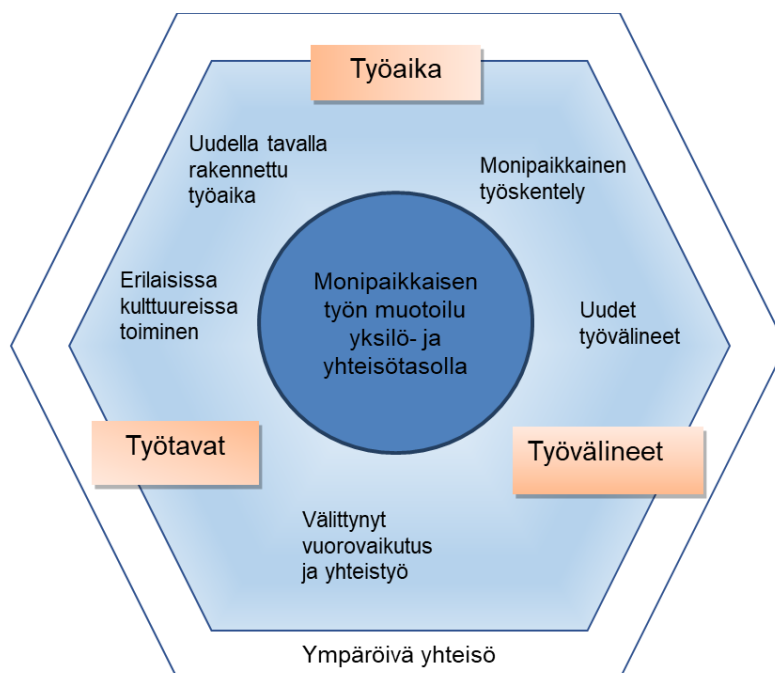 Työaika
Uudella tavalla
rakennettu
työaika
Monipaikkainen
työskentely
Erilaisissa
kulttuureissa
toiminen
Monipaikkaisen
työn muotoilu
yksilö- ja
yhteisötasolla
Uudet
työvälineet
Työtavat
Työvälineet
Välittynyt
vuorovaikutus
ja yhteistyö
Ympäröivä yhteisö